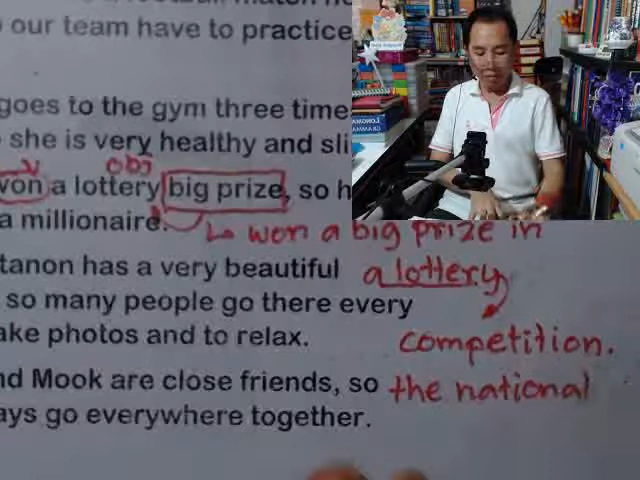 our team have to practice
goes to the gym three time
she is very healthy and sli
obj
won a lottery big prize, so h
a millionaire.
↳ won a big prize in
tanon has a very beautiful
a lottery
so many people go there every
ake photos and to relax.
competition.
nd Mook are close friends, so
the national
ays go everywhere together.
LONGMAN
GRAMMAR